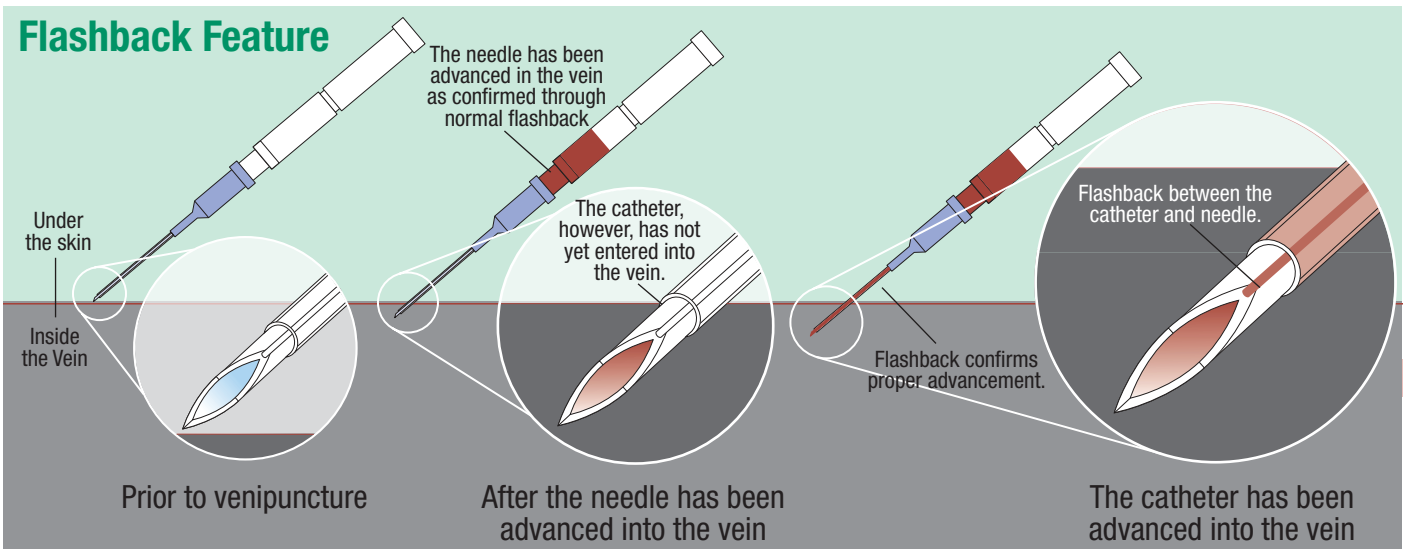 Flashback Feature
The needle has been
advanced in the vein
as confirmed through
normal flashback
Under
the skin
Inside
the Vein
The catheter,
however, has not
yet entered into
the vein.
Flashback between the
catheter and needle.
Flashback confirms
proper advancement.
Prior to venipuncture
After the needle has been
advanced into the vein
The catheter has been
advanced into the vein